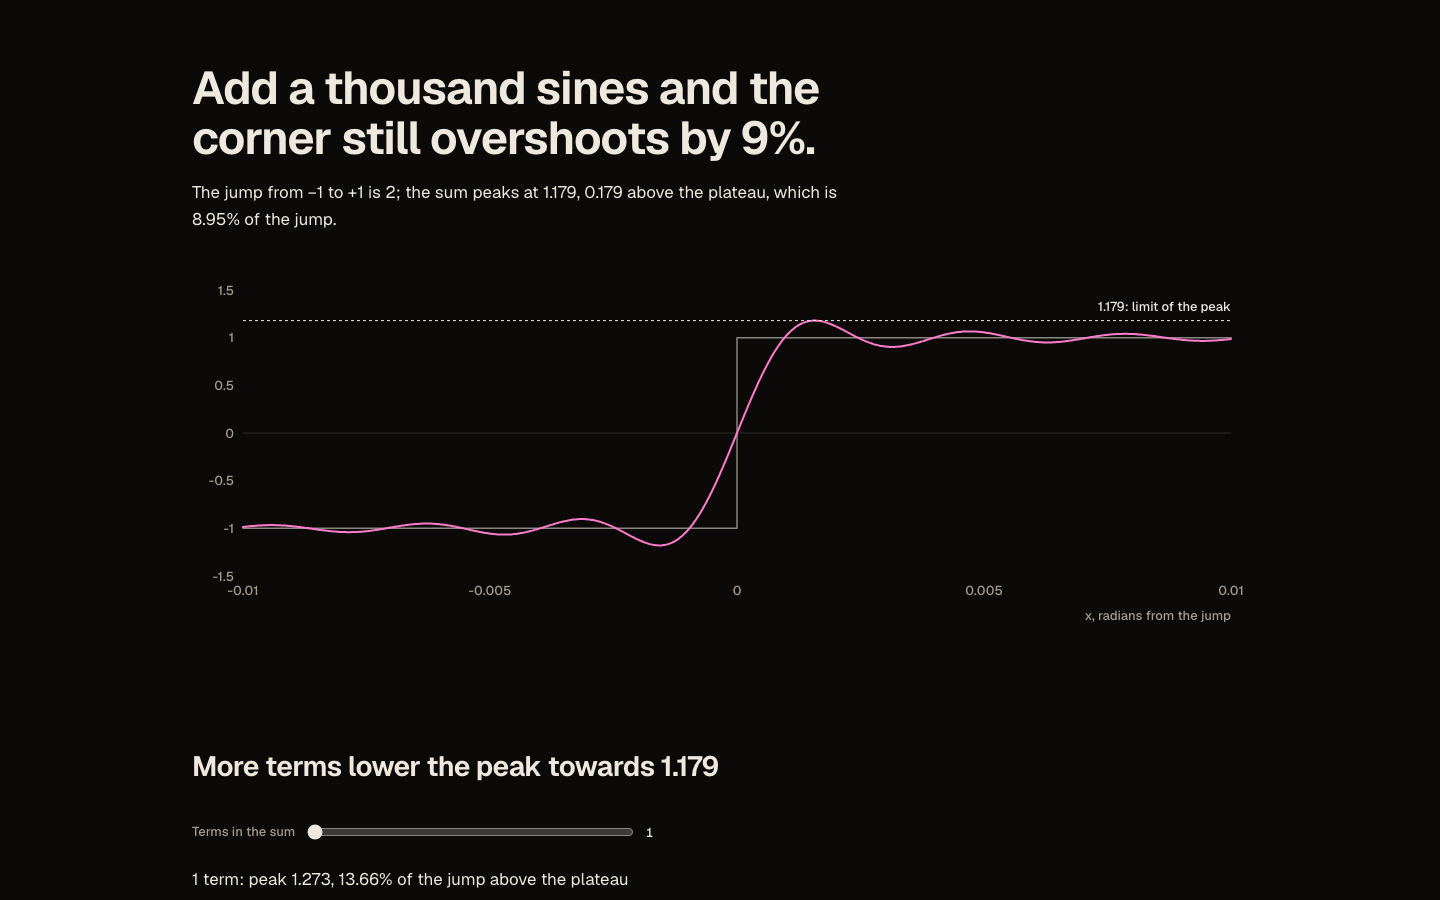 Add a thousand sines and the
corner still overshoots by 9%.
The jump from −1 to +1 is 2; the sum peaks at 1.179, 0.179 above the plateau, which is
8.95% of the jump.
1.5
1.179: limit of the peak
1
0.5
0
-0.5
-1
-1.5
-0.01
-0.005
0
0.005
0.01
x, radians from the jump
More terms lower the peak towards 1.179
Terms in the sum
1
1 term: peak 1.273, 13.66% of the jump above the plateau